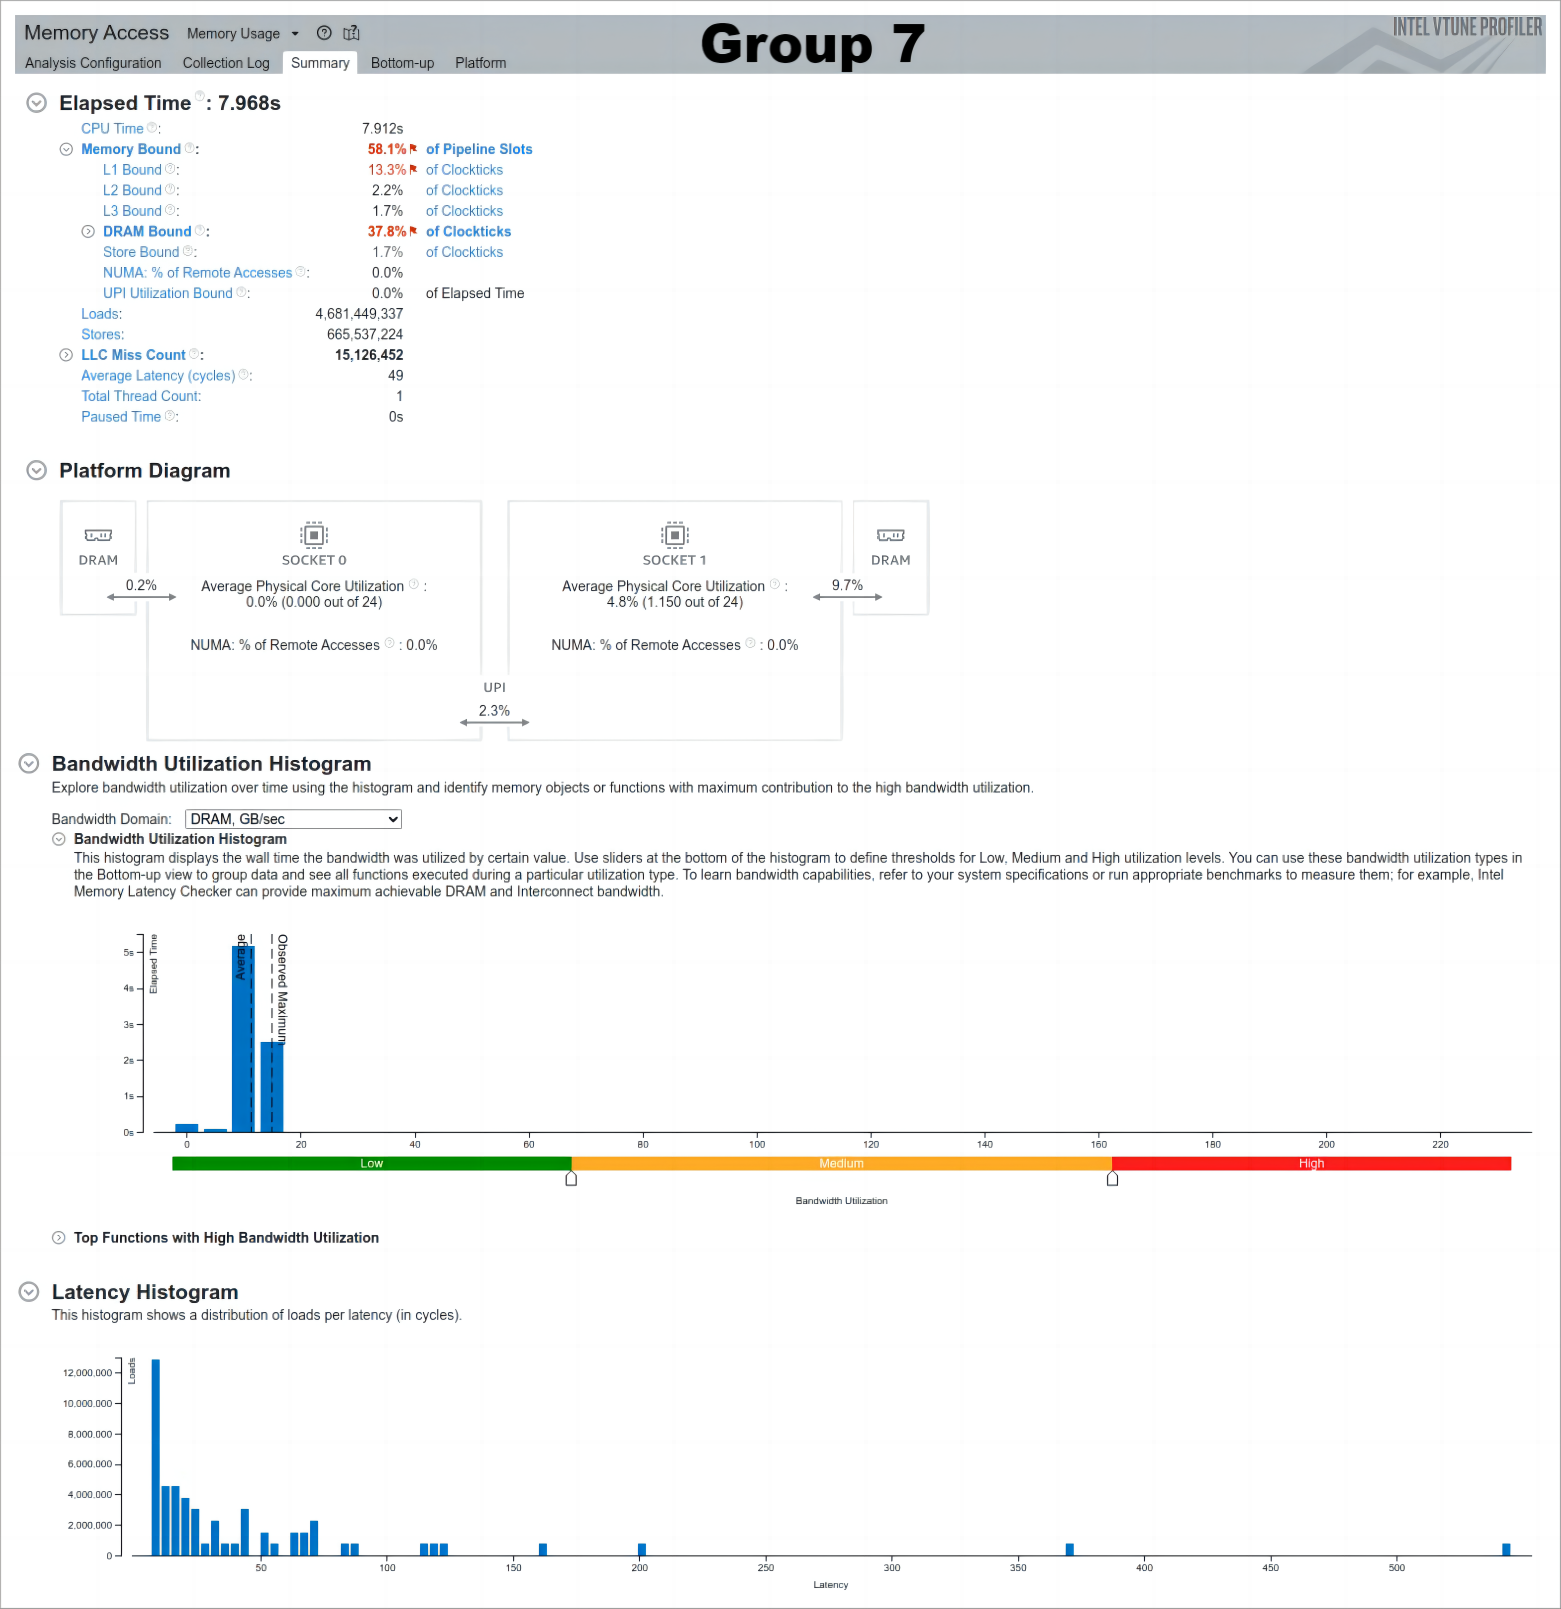 Memory Access Memory Usage
Group 7
INTEL VTUNE PROFILER
Analysis Configuration Collection Log Summary Bottom-up Platform
Elapsed Time : 7.968s
CPU Time : 7.912s
Memory Bound : 58.1% of Pipeline Slots
L1 Bound : 13.3% of Clockticks
L2 Bound : 2.2% of Clockticks
L3 Bound : 1.7% of Clockticks
DRAM Bound : 37.8% of Clockticks
Store Bound : 1.7% of Clockticks
NUMA: % of Remote Accesses : 0.0%
UPI Utilization Bound : 0.0% of Elapsed Time
Loads: 4,681,449,337
Stores: 665,537,224
LLC Miss Count : 15,126,452
Average Latency (cycles) : 49
Total Thread Count: 1
Paused Time : 0s
Platform Diagram
DRAM SOCKET 0 SOCKET 1 DRAM
0.2% Average Physical Core Utilization : Average Physical Core Utilization : 9.7%
0.0% (0.000 out of 24) 4.8% (1.150 out of 24)
NUMA: % of Remote Accesses : 0.0% NUMA: % of Remote Accesses : 0.0%
UPI
2.3%
Bandwidth Utilization Histogram
Explore bandwidth utilization over time using the histogram and identify memory objects or functions with maximum contribution to the high bandwidth utilization.
Bandwidth Domain: DRAM, GB/sec
Bandwidth Utilization Histogram
This histogram displays the wall time the bandwidth was utilized by certain value. Use sliders at the bottom of the histogram to define thresholds for Low, Medium and High utilization levels. You can use these bandwidth utilization types in
the Bottom-up view to group data and see all functions executed during a particular utilization type. To learn bandwidth capabilities, refer to your system specifications or run appropriate benchmarks to measure them; for example, Intel
Memory Latency Checker can provide maximum achievable DRAM and Interconnect bandwidth.
Elapsed Time
Average
Observed Maximum
5s
4s
3s
2s
1s
0s
0 20 40 60 80 100 120 140 160 180 200 220
Low Medium High
Bandwidth Utilization
Top Functions with High Bandwidth Utilization
Latency Histogram
This histogram shows a distribution of loads per latency (in cycles).
Loads
12,000,000
10,000,000
8,000,000
6,000,000
4,000,000
2,000,000
0
50 100 150 200 250 300 350 400 450 500
Latency